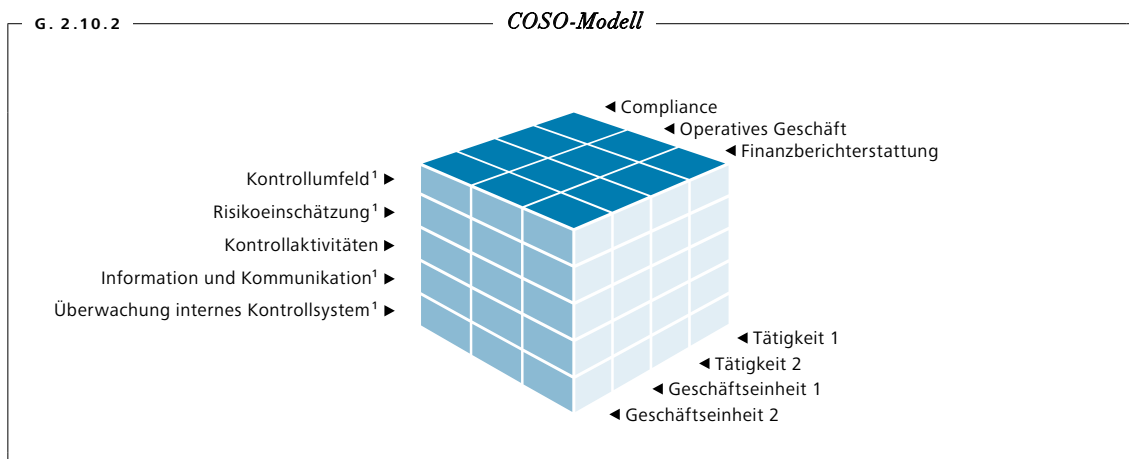 G. 2.10.2
COSO-Modell
◄ Compliance
◄ Operatives Geschäft
◄ Finanzberichterstattung
Kontrollumfeld¹ ►
Risikoeinschätzung¹ ►
Kontrollaktivitäten ►
Information und Kommunikation¹ ►
Überwachung internes Kontrollsystem¹ ►
◄ Tätigkeit 1
◄ Tätigkeit 2
◄ Geschäftseinheit 1
◄ Geschäftseinheit 2